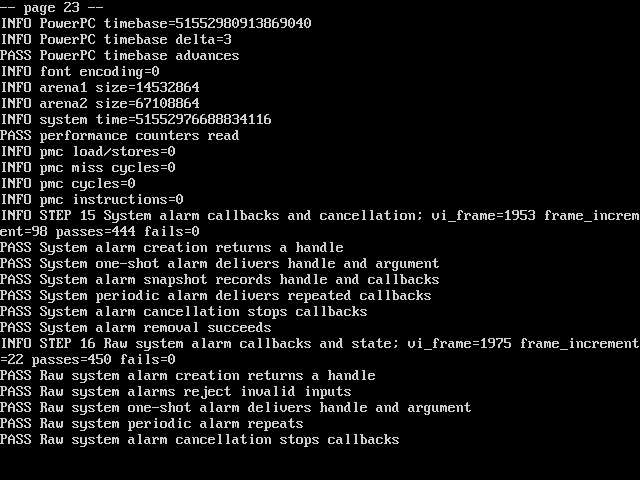 -- page 23 --
INFO PowerPC timebase=51552980913869040
INFO PowerPC timebase delta=3
PASS PowerPC timebase advances
INFO font encoding=0
INFO arena1 size=14532864
INFO arena2 size=67108864
INFO system time=51552976688834116
PASS performance counters read
INFO pmc load/stores=0
INFO pmc miss cycles=0
INFO pmc cycles=0
INFO pmc instructions=0
INFO STEP 15 System alarm callbacks and cancellation; vi_frame=1953 frame_increm
ent=98 passes=444 fails=0
PASS System alarm creation returns a handle
PASS System one-shot alarm delivers handle and argument
PASS System alarm snapshot records handle and callbacks
PASS System periodic alarm delivers repeated callbacks
PASS System alarm cancellation stops callbacks
PASS System alarm removal succeeds
INFO STEP 16 Raw system alarm callbacks and state; vi_frame=1975 frame_increment
=22 passes=450 fails=0
PASS Raw system alarm creation returns a handle
PASS Raw system alarms reject invalid inputs
PASS Raw system one-shot alarm delivers handle and argument
PASS Raw system periodic alarm repeats
PASS Raw system alarm cancellation stops callbacks